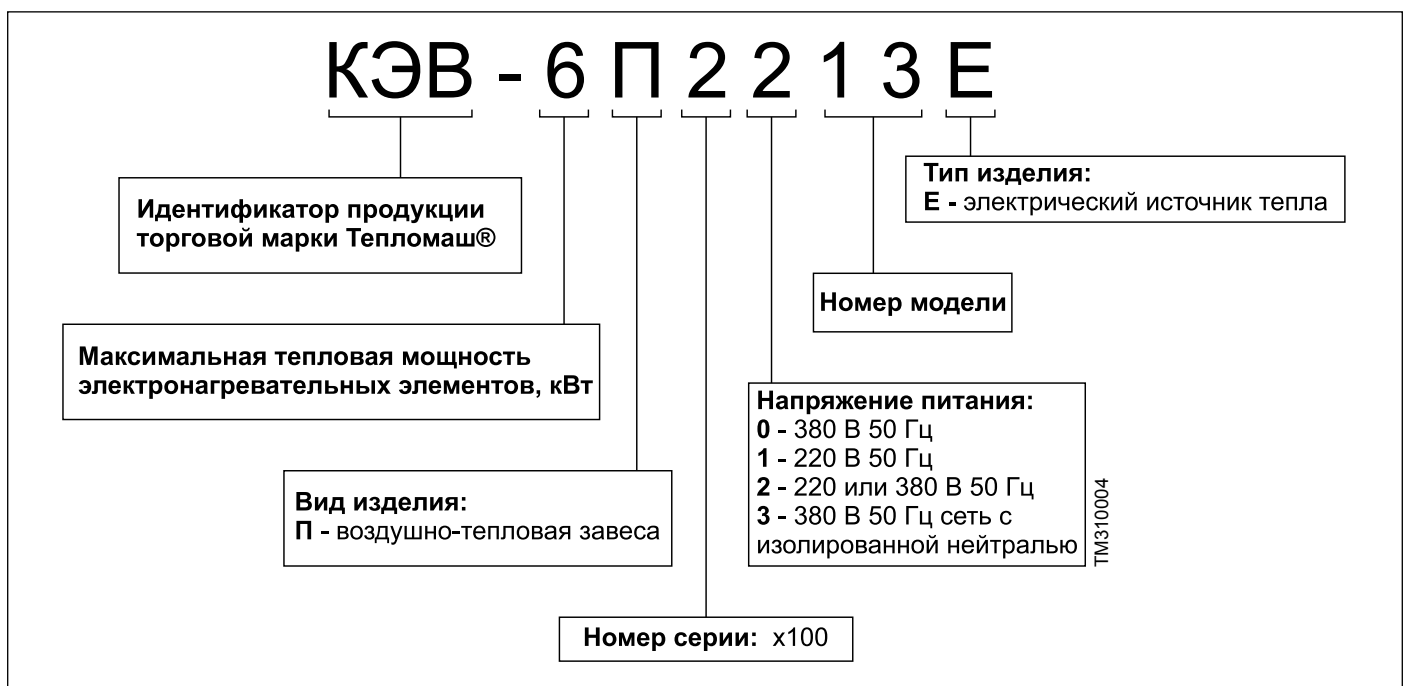 КЭВ - 6 П 2 2 1 3 Е
Тип изделия:
Е - электрический источник тепла
Идентификатор продукции
торговой марки Тепломаш®
Номер модели
Максимальная тепловая мощность
электронагревательных элементов, кВт
Напряжение питания:
0 - 380 В 50 Гц
1 - 220 В 50 Гц
2 - 220 или 380 В 50 Гц
3 - 380 В 50 Гц сеть с
изолированной нейтралью
ТМ310004
Вид изделия:
П - воздушно-тепловая завеса
Номер серии: х100